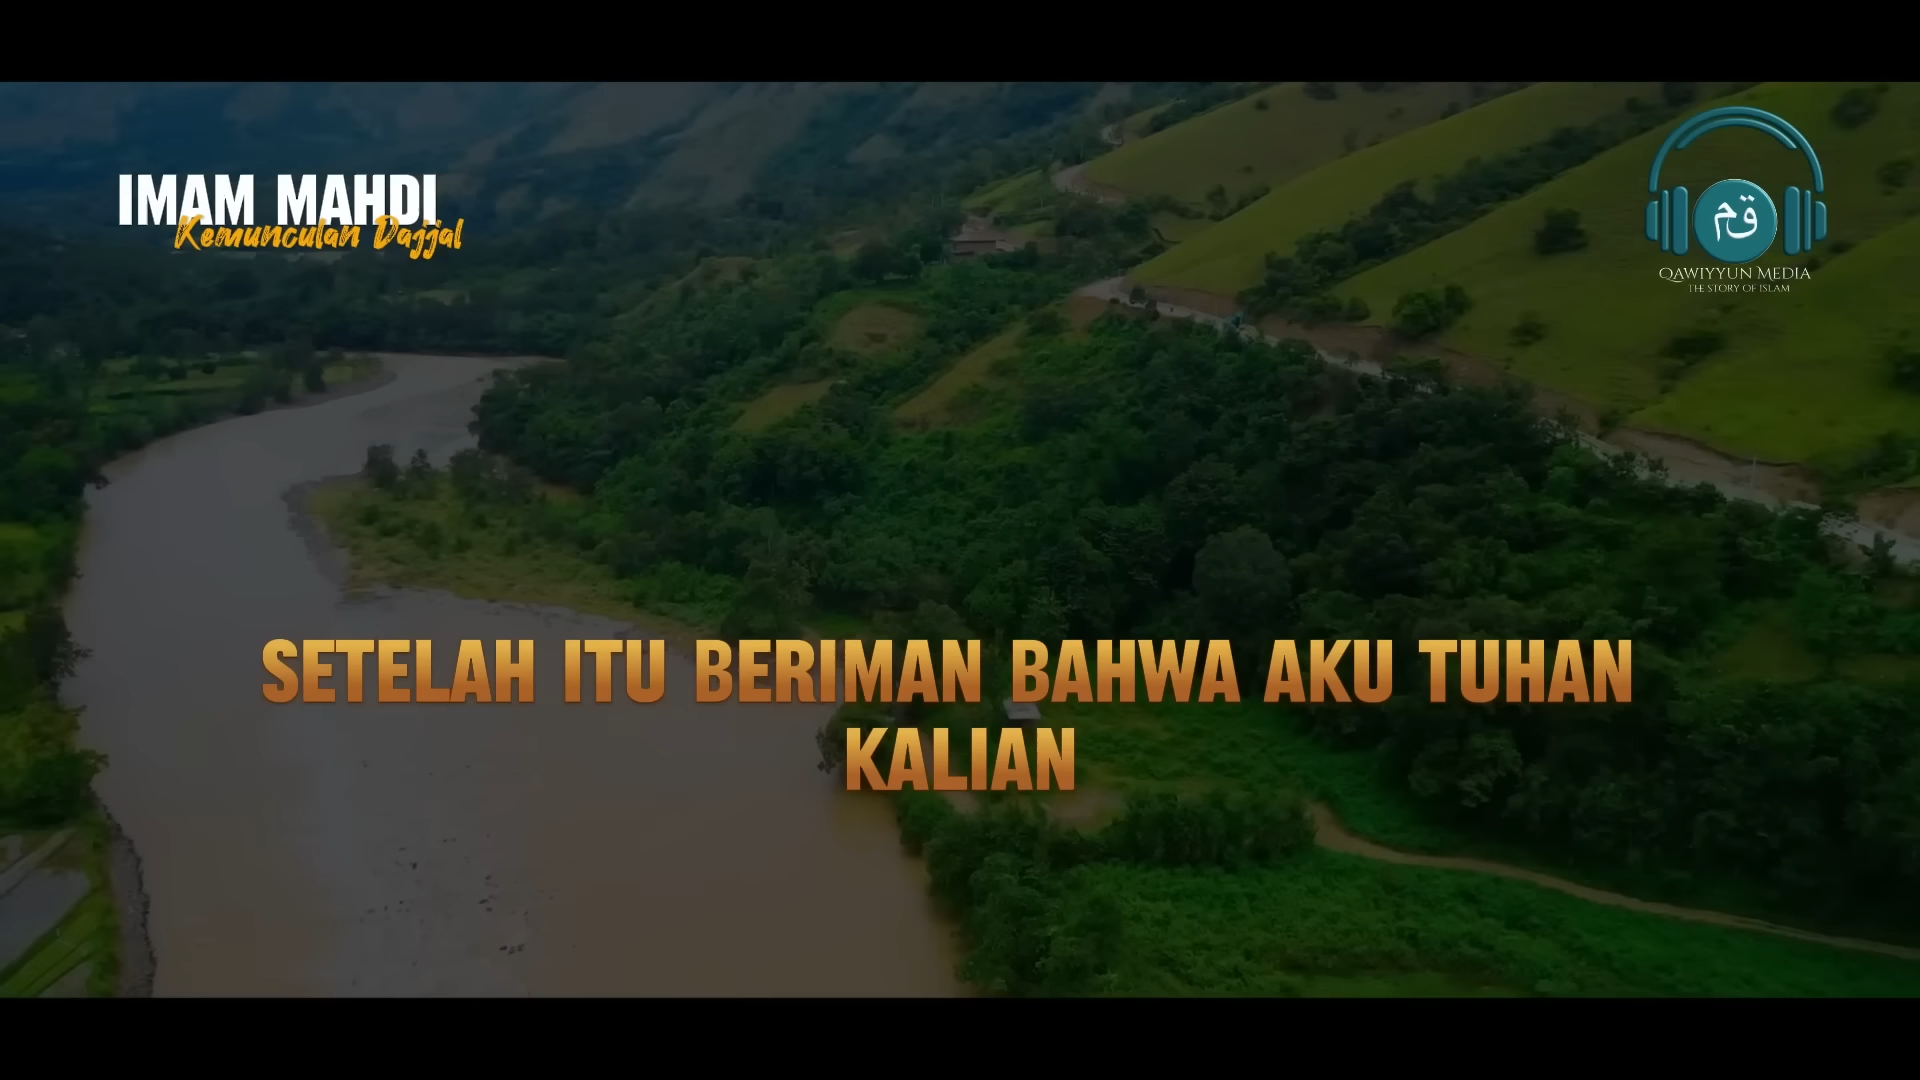 IMAM MAHDI
Kemunculan Dajjal
قم
QAWIYYUN MEDIA
THE STORY OF ISLAM
SETELAH ITU BERIMAN BAHWA AKU TUHAN
KALIAN